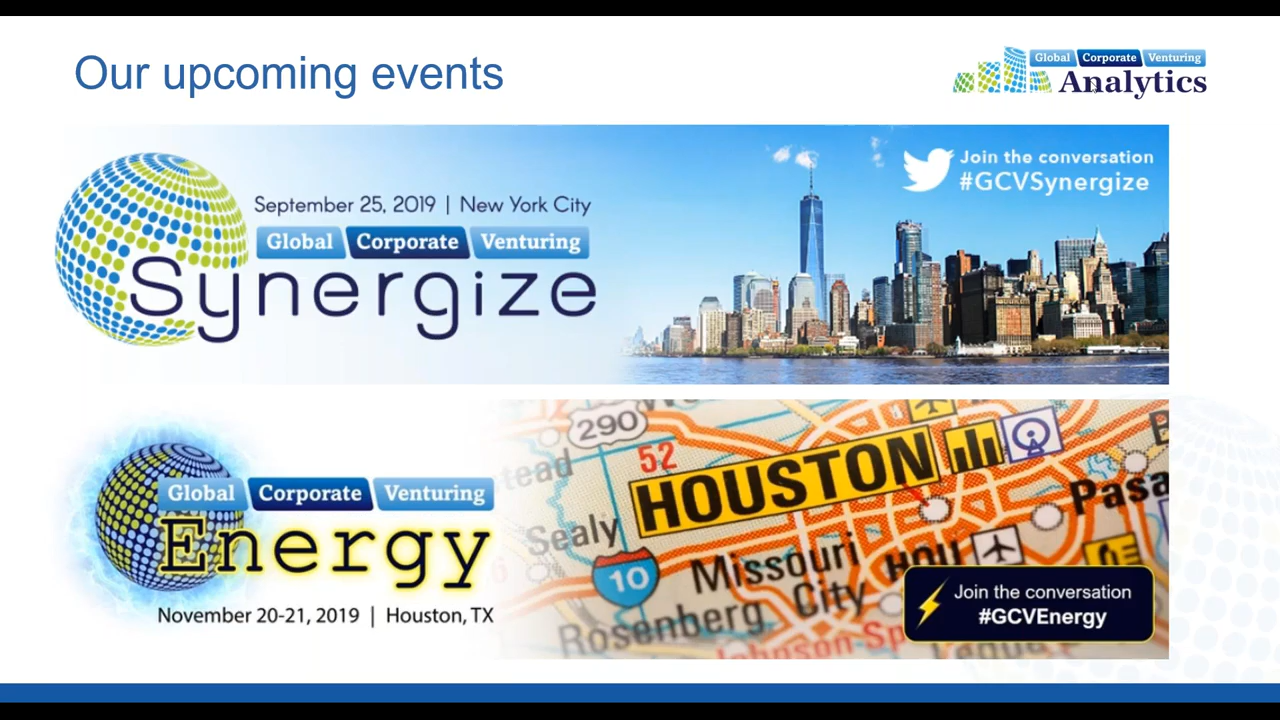 Our upcoming events
Global Corporate Venturing
Analytics
Join the conversation
#GCVSynergize
September 25, 2019 | New York City
Global Corporate Venturing
Synergize
290
52
HOUSTON
Sealy
10
Missouri
City
HOU
Rosenberg
Global Corporate Venturing
Energy
November 20-21, 2019 | Houston, TX
Join the conversation
#GCVEnergy